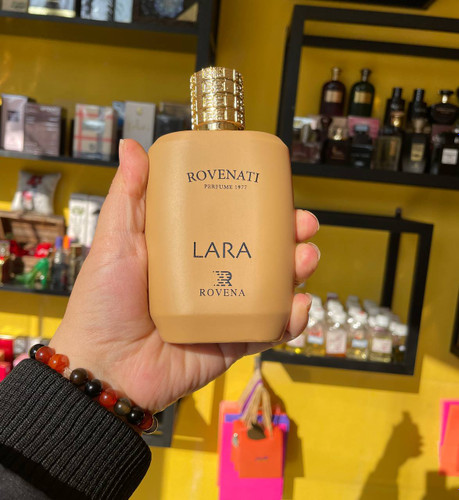 ROVENATI
PERFUME 1977
LARA
R
ROVENA